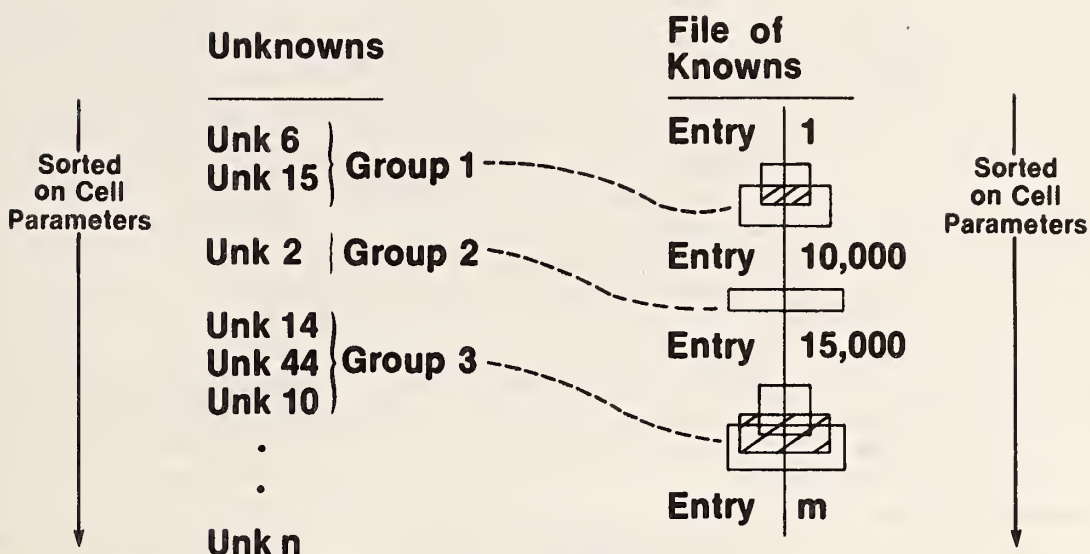 Unknowns
File of
Knowns
Sorted
on Cell
Parameters
Unk 6
Unk 15
Group 1
Unk 2
Group 2
Unk 14
Unk 44
Unk 10
Group 3
Unk n
Entry 1
Entry 10,000
Entry 15,000
Entry m
Sorted
on Cell
Parameters